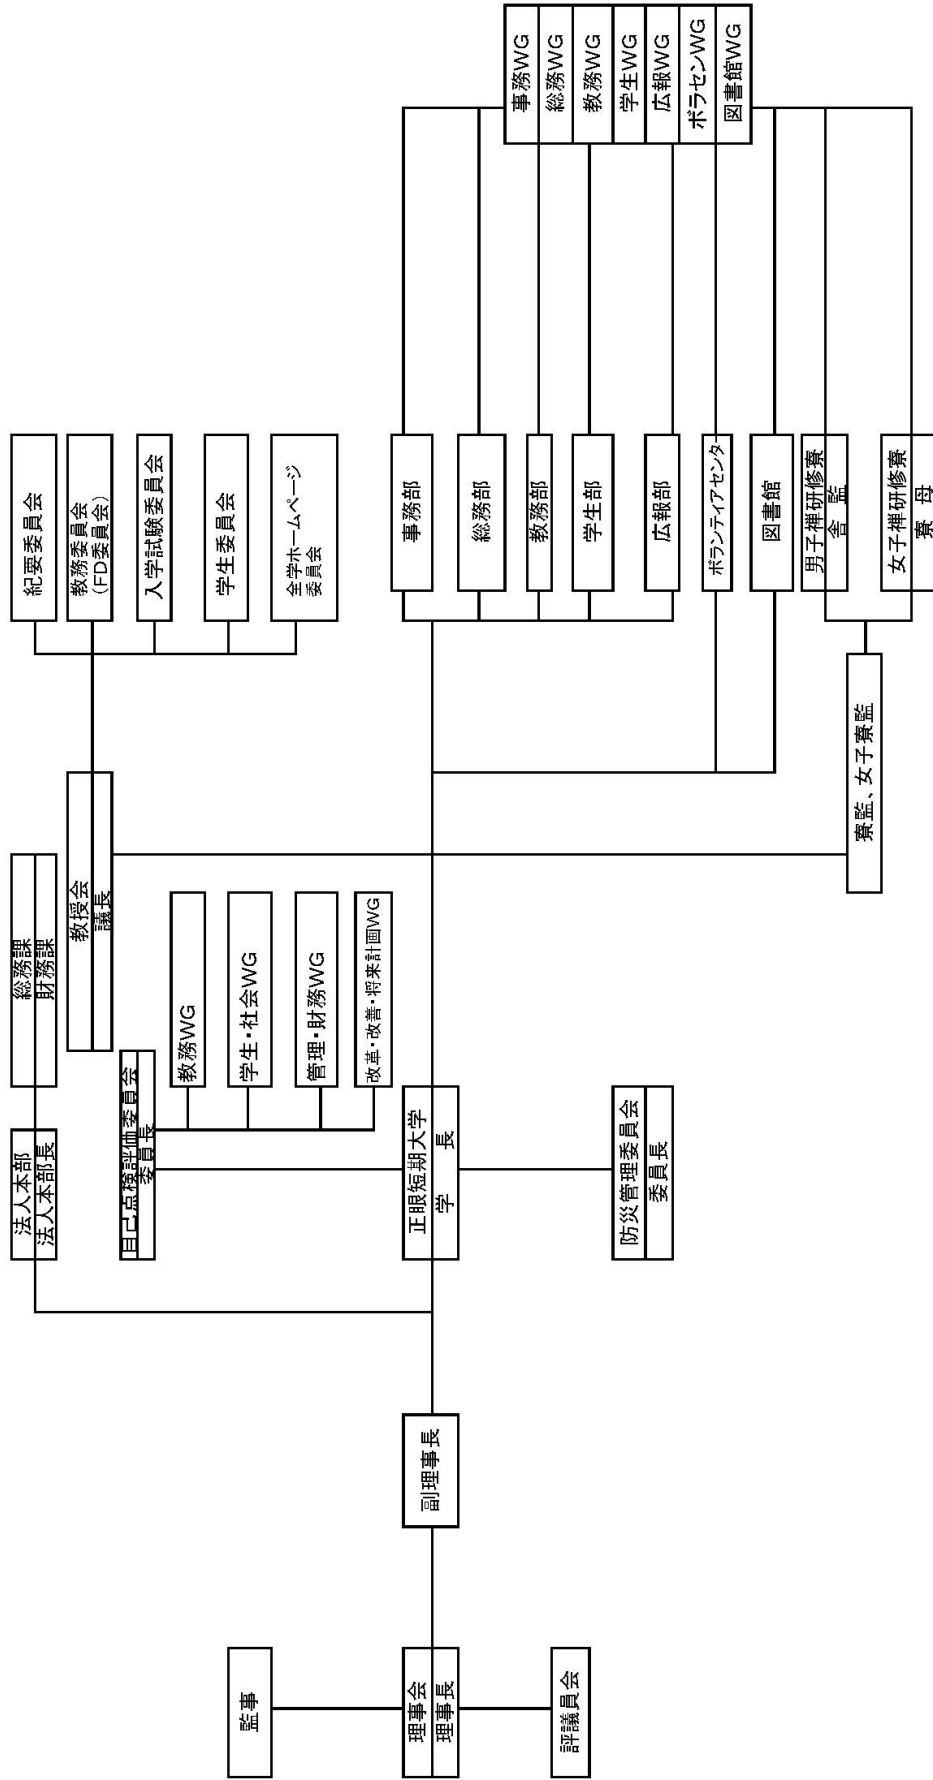 監事
理事会
理事長
評議員会
副理事長
法人本部
法人本部長
総務課
財務課
自己点検評価委員会
委員長
教務WG
学生・社会WG
管理・財務WG
改革・改善・将来計画WG
正眼短期大学
学 長
防災管理委員会
委員長
教授会
議長
寮監、女子寮監
紀要委員会
教務委員会
(FD委員会)
入学試験委員会
学生委員会
全学ホームページ
委員会
事務部
総務部
教務部
学生部
広報部
ボランティアセンター
図書館
男子禅研修寮
舎 監
女子禅研修寮
寮 母
事務WG
総務WG
教務WG
学生WG
広報WG
ボラセンWG
図書館WG